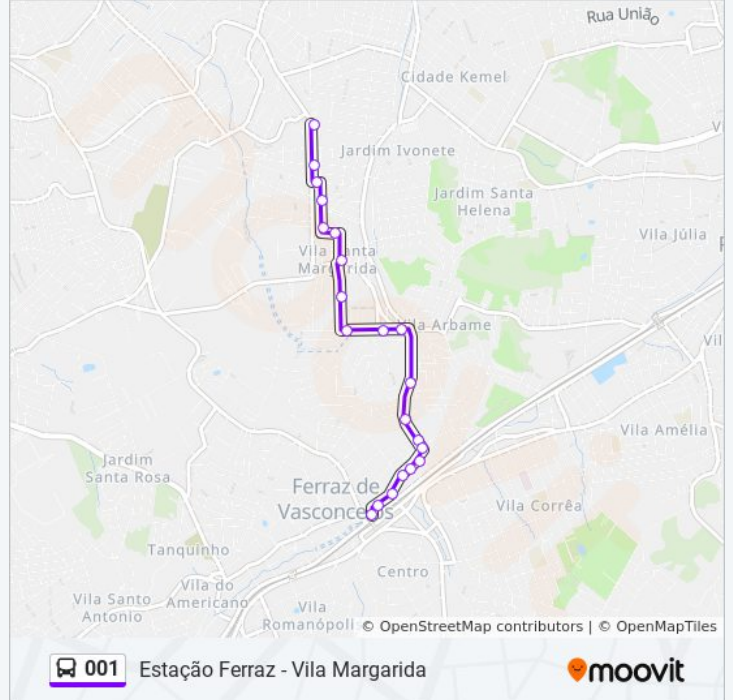 Rua União
Cidade Kemel
Jardim Ivonete
Jardim Santa
Helena
Vila Júlia
Vila Santa
Margarida
Vila Arbame
Vil
Vila Amélia
Jardim
Santa Rosa
Ferraz de
Vasconcelos
Vila Corrêa
Tanquinho
Centro
Vila do
Americano
Vila Santo
Antonio
Vila
Romanópoli
© OpenStreetMap contributors | © OpenMapTiles
001 Estação Ferraz - Vila Margarida
moovit